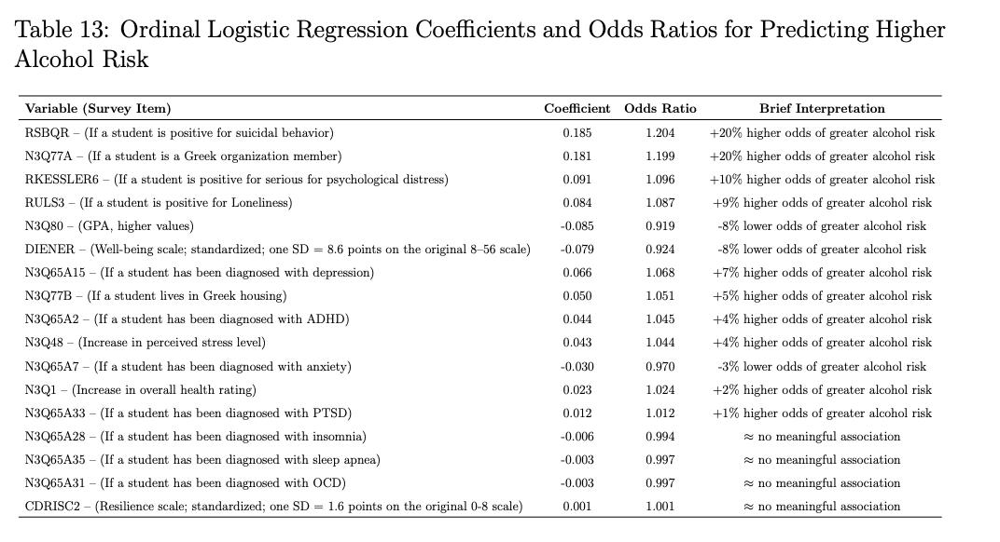 Table 13: Ordinal Logistic Regression Coefficients and Odds Ratios for Predicting Higher
Alcohol Risk
Variable (Survey Item) Coefficient Odds Ratio Brief Interpretation
RSBQR – (If a student is positive for suicidal behavior) 0.185 1.204 +20% higher odds of greater alcohol risk
N3Q77A – (If a student is a Greek organization member) 0.181 1.199 +20% higher odds of greater alcohol risk
RKESSLER6 – (If a student is positive for serious for psychological distress) 0.091 1.096 +10% higher odds of greater alcohol risk
RULS3 – (If a student is positive for Loneliness) 0.084 1.087 +9% higher odds of greater alcohol risk
N3Q80 – (GPA, higher values) -0.085 0.919 -8% lower odds of greater alcohol risk
DIENER – (Well-being scale; standardized; one SD = 8.6 points on the original 8–56 scale) -0.079 0.924 -8% lower odds of greater alcohol risk
N3Q65A15 – (If a student has been diagnosed with depression) 0.066 1.068 +7% higher odds of greater alcohol risk
N3Q77B – (If a student lives in Greek housing) 0.050 1.051 +5% higher odds of greater alcohol risk
N3Q65A2 – (If a student has been diagnosed with ADHD) 0.044 1.045 +4% higher odds of greater alcohol risk
N3Q48 – (Increase in perceived stress level) 0.043 1.044 +4% higher odds of greater alcohol risk
N3Q65A7 – (If a student has been diagnosed with anxiety) -0.030 0.970 -3% lower odds of greater alcohol risk
N3Q1 – (Increase in overall health rating) 0.023 1.024 +2% higher odds of greater alcohol risk
N3Q65A33 – (If a student has been diagnosed with PTSD) 0.012 1.012 +1% higher odds of greater alcohol risk
N3Q65A28 – (If a student has been diagnosed with insomnia) -0.006 0.994 ≈ no meaningful association
N3Q65A35 – (If a student has been diagnosed with sleep apnea) -0.003 0.997 ≈ no meaningful association
N3Q65A31 – (If a student has been diagnosed with OCD) -0.003 0.997 ≈ no meaningful association
CDRISC2 – (Resilience scale; standardized; one SD = 1.6 points on the original 0-8 scale) 0.001 1.001 ≈ no meaningful association